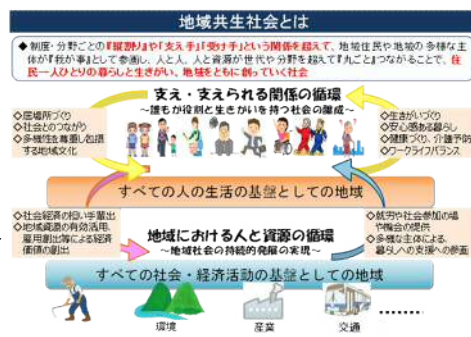 地域共生社会とは
◆制度・分野ごとの『縦割り』や「支え手」「受け手」という関係を超えて、地域住民や地域の多様な主
体が『我が事』として参画し、人と人、人と資源が世代や分野を超えて『丸ごと』つながることで、住
民一人ひとりの暮らしと生きがい、地域をともに創っていく社会
支え・支えられる関係の循環
～誰もが役割と生きがいを持つ社会の醸成～
◇居場所づくり
◇社会とのつながり
◇多様性を尊重し包摂
する地域文化
◇生きがいづくり
◇安心感ある暮らし
◇健康づくり、介護予防
◇ワークライフバランス
すべての人の生活の基盤としての地域
◇社会経済の担い手輩出
◇地域資源の有効活用、
雇用創出等による経済
価値の創出
地域における人と資源の循環
～地域社会の持続的発展の実現～
◇就労や社会参加の場
や機会の提供
◇多様な主体による、
暮らしへの支援への参画
すべての社会・経済活動の基盤としての地域
環境
産業
交通